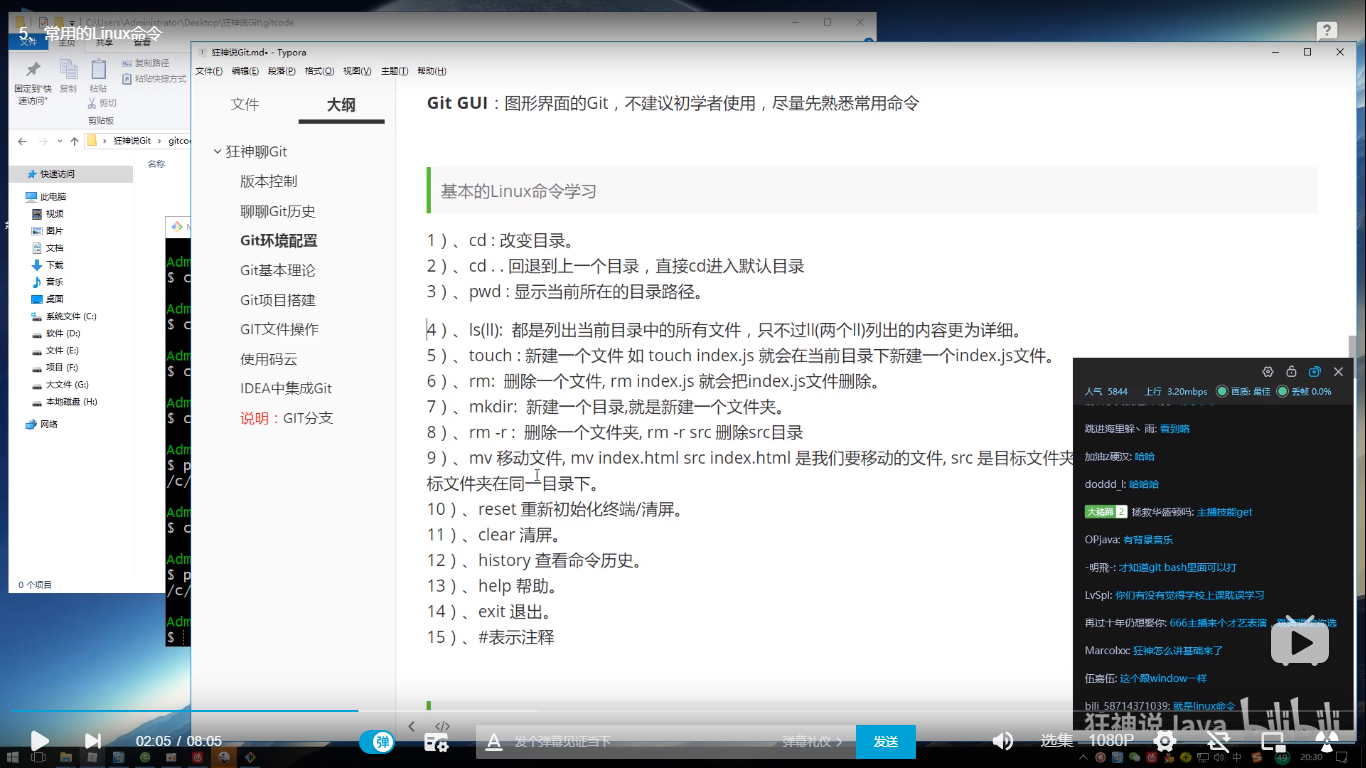 C:\Users\Administrator\Desktop\狂神说Git\gitcode
5、常用的Linux命令
文件 主页 共享 查看
固定到"快速访问"
复制
粘贴
复制路径
粘贴快捷方式
剪切
剪贴板
狂神说Git
名称
快速访问
此电脑
视频
图片
文档
下载
音乐
桌面
系统文件 (C:)
软件 (D:)
文件 (E:)
项目 (F:)
大文件 (G:)
本地磁盘 (H:)
网络
0 个项目
Adm
$ c
Adm
$ c
Adm
$ c
Adm
$ c
Adm
$ p
/c/
Adm
$ c
Adm
$ p
/c/
Adm
$
狂神说Git.md• - Typora
文件(F) 编辑(E) 段落(P) 格式(O) 视图(V) 主题(T) 帮助(H)
文件 大纲
狂神聊Git
版本控制
聊聊Git历史
Git环境配置
Git基本理论
Git项目搭建
GIT文件操作
使用码云
IDEA中集成Git
说明：GIT分支
Git GUI：图形界面的Git，不建议初学者使用，尽量先熟悉常用命令
基本的Linux命令学习
1）、cd : 改变目录。
2）、cd . . 回退到上一个目录，直接cd进入默认目录
3）、pwd : 显示当前所在的目录路径。
4）、ls(ll): 都是列出当前目录中的所有文件，只不过ll(两个ll)列出的内容更为详细。
5）、touch : 新建一个文件 如 touch index.js 就会在当前目录下新建一个index.js文件。
6）、rm: 删除一个文件, rm index.js 就会把index.js文件删除。
7）、mkdir: 新建一个目录,就是新建一个文件夹。
8）、rm -r : 删除一个文件夹, rm -r src 删除src目录
9）、mv 移动文件, mv index.html src index.html 是我们要移动的文件, src 是目标文件夹
标文件夹在同一目录下。
10）、reset 重新初始化终端/清屏。
11）、clear 清屏。
12）、history 查看命令历史。
13）、help 帮助。
14）、exit 退出。
15）、#表示注释
人气 5844 上行 3.20mbps 画质: 最佳 丢帧 0.0%
跳进海里躲丶雨: 看到咯
加油z硬汉: 哈哈
doddd_l: 哈哈哈
2 拯救华盛顿吗: 主播技能get
OPjava: 有背景音乐
-明飛-: 才知道git bash里面可以打
LvSpl: 你们有没有觉得学校上课耽误学习
再过十年仍想娶你: 666主播来个才艺表演
Marcolxx: 狂神怎么讲基础来了
伍嘉伍: 这个跟window一样
bili_58714371039: 就是linux命令
狂神说 Java bilibili
02:05 / 08:05
弹
发个弹幕见证当下
弹幕礼仪 >
发送
选集
1080P
中
20:30